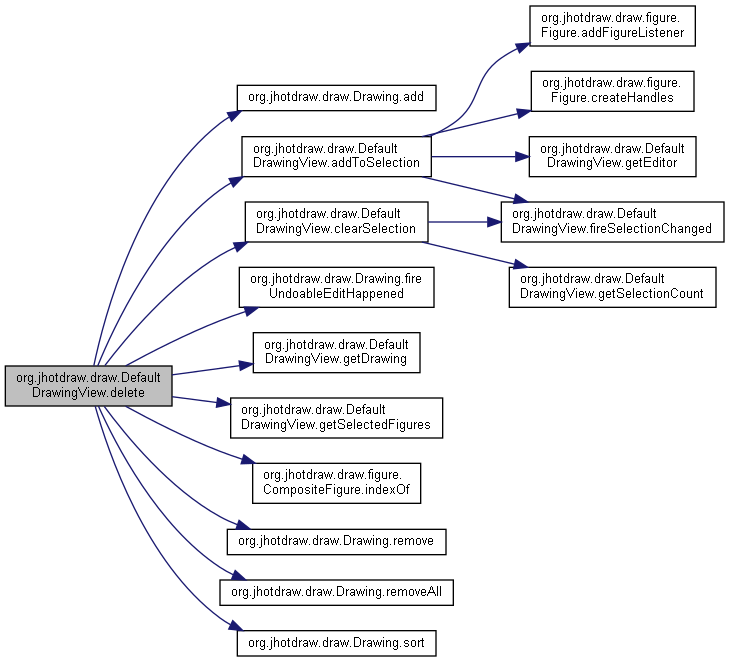 org.jhotdraw.draw.figure.
Figure.addFigureListener
org.jhotdraw.draw.figure.
Figure.createHandles
org.jhotdraw.draw.Drawing.add
org.jhotdraw.draw.Default
DrawingView.addToSelection
org.jhotdraw.draw.Default
DrawingView.getEditor
org.jhotdraw.draw.Default
DrawingView.clearSelection
org.jhotdraw.draw.Default
DrawingView.fireSelectionChanged
org.jhotdraw.draw.Drawing.fire
UndoableEditHappened
org.jhotdraw.draw.Default
DrawingView.getSelectionCount
org.jhotdraw.draw.Default
DrawingView.getDrawing
org.jhotdraw.draw.Default
DrawingView.delete
org.jhotdraw.draw.Default
DrawingView.getSelectedFigures
org.jhotdraw.draw.figure.
CompositeFigure.indexOf
org.jhotdraw.draw.Drawing.remove
org.jhotdraw.draw.Drawing.removeAll
org.jhotdraw.draw.Drawing.sort